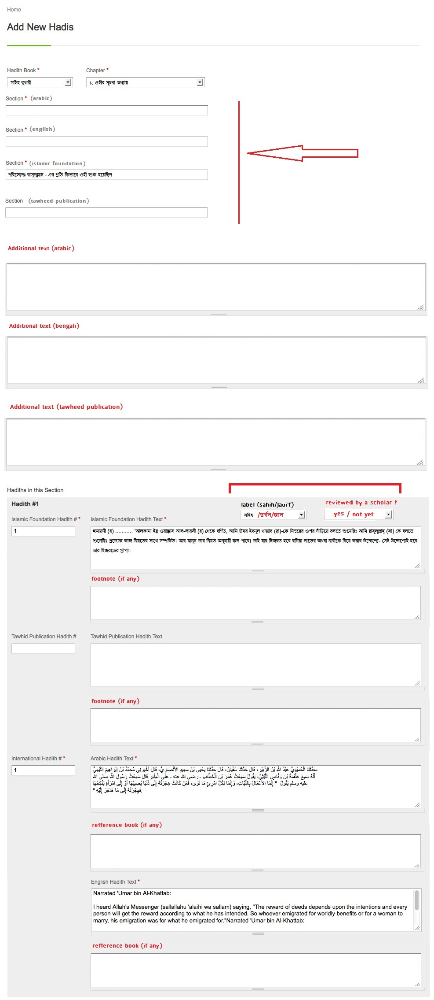 Home
Add New Hadis
Hadith Book * Chapter *
সহিহ বুখারী ১. ওহীর সূচনা অধ্যায়
Section * (arabic)
Section * (english)
Section * (islamic foundation)
পরিচ্ছেদঃ রাসূলুল্লাহ - এর প্রতি কিভাবে ওহী শুরু হয়েছিল
Section (tawheed publication)
Additional text (arabic)
Additional text (bengali)
Additional text (tawheed publication)
Hadiths in this Section
Hadith #1 label (sahih/Jaui'f) reviewed by a scholar ?
সহিহ /দুর্বল/জাল yes / not yet
Islamic Foundation Hadith # * Islamic Foundation Hadith Text *
1
হুমায়দী (র) ........... 'আলকামা ইব্ন ওয়াক্কাস আল-লায়সী (র) থেকে বর্ণিত, আমি উমর ইবনূল খাত্তাব (রা)-কে মিম্বরের ওপর দাঁড়িয়ে বলতে শুনেছিঃ আমি রাসূলুল্লাহ্ (সা) কে বলতে
শুনেছিঃ প্রত্যেক কাজ নিয়তের সাথে সম্পর্কিত। আর মানুষ তার নিয়ত অনুযায়ী ফল পাবে। তাই যার হিজরত হবে দুনিয়া লাভের অথবা নারীকে বিয়ে করার উদ্দেশ্যে- সেই উদ্দেশ্যেই হবে
তার হিজরতের প্রাপ্য।
footnote (if any)
Tawhid Publication Hadith # Tawhid Publication Hadith Text
footnote (if any)
International Hadith # * Arabic Hadith Text *
1
حَدَّثَنَا الْحُمَيْدِيُّ عَبْدُ اللَّهِ بْنُ الزُّبَيْرِ، قَالَ حَدَّثَنَا سُفْيَانُ، قَالَ حَدَّثَنَا يَحْيَى بْنُ سَعِيدٍ الأَنْصَارِيُّ، قَالَ أَخْبَرَنِي مُحَمَّدُ بْنُ إِبْرَاهِيمَ التَّيْمِيُّ،
أَنَّهُ سَمِعَ عَلْقَمَةَ بْنَ وَقَّاصٍ اللَّيْثِيَّ، يَقُولُ سَمِعْتُ عُمَرَ بْنَ الْخَطَّابِ ـ رضى الله عنه ـ عَلَى الْمِنْبَرِ قَالَ سَمِعْتُ رَسُولَ اللَّهِ صلى الله
عليه وسلم يَقُولُ " إِنَّمَا الأَعْمَالُ بِالنِّيَّاتِ، وَإِنَّمَا لِكُلِّ امْرِئٍ مَا نَوَى، فَمَنْ كَانَتْ هِجْرَتُهُ إِلَى دُنْيَا يُصِيبُهَا أَوْ إِلَى امْرَأَةٍ يَنْكِحُهَا
فَهِجْرَتُهُ إِلَى مَا هَاجَرَ إِلَيْهِ ".
refference book (if any)
English Hadith Text *
Narrated 'Umar bin Al-Khattab:
I heard Allah's Messenger (sallallahu 'alaihi wa sallam) saying, "The reward of deeds depends upon the intentions and every
person will get the reward according to what he has intended. So whoever emigrated for worldly benefits or for a woman to
marry, his emigration was for what he emigrated for."Narrated 'Umar bin Al-Khattab:
refference book (if any)